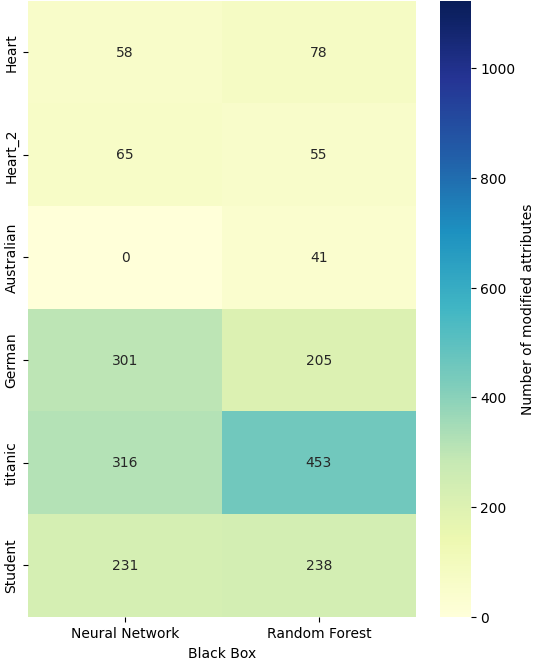 Heart 58 78
Heart_2 65 55
Australian 0 41
German 301 205
titanic 316 453
Student 231 238
Neural Network Random Forest
Black Box
1000
800
600
400
200
0
Number of modified attributes